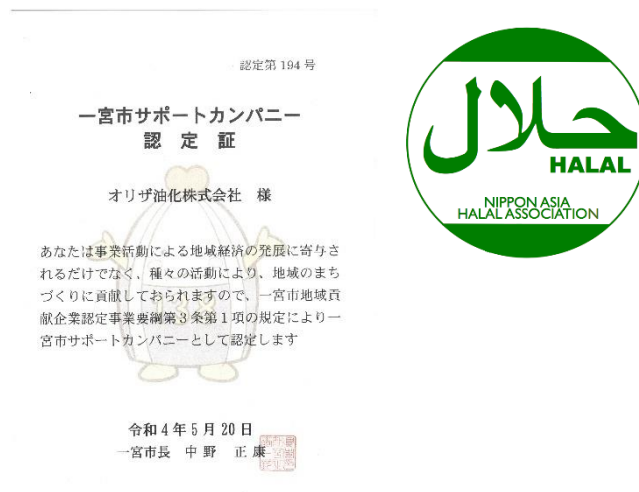 認定第 194 号
一宮市サポートカンパニー
認 定 証
オリザ油化株式会社 様
あなたは事業活動による地域経済の発展に寄与さ
れるだけでなく、種々の活動により、地域のまち
づくりに貢献しておられますので、一宮市地域貢
献企業認定事業要綱第3条第1項の規定により一
宮市サポートカンパニーとして認定します
令和4年5月20日
一宮市長 中野 正康
حلال
HALAL
NIPPON ASIA
HALAL ASSOCIATION